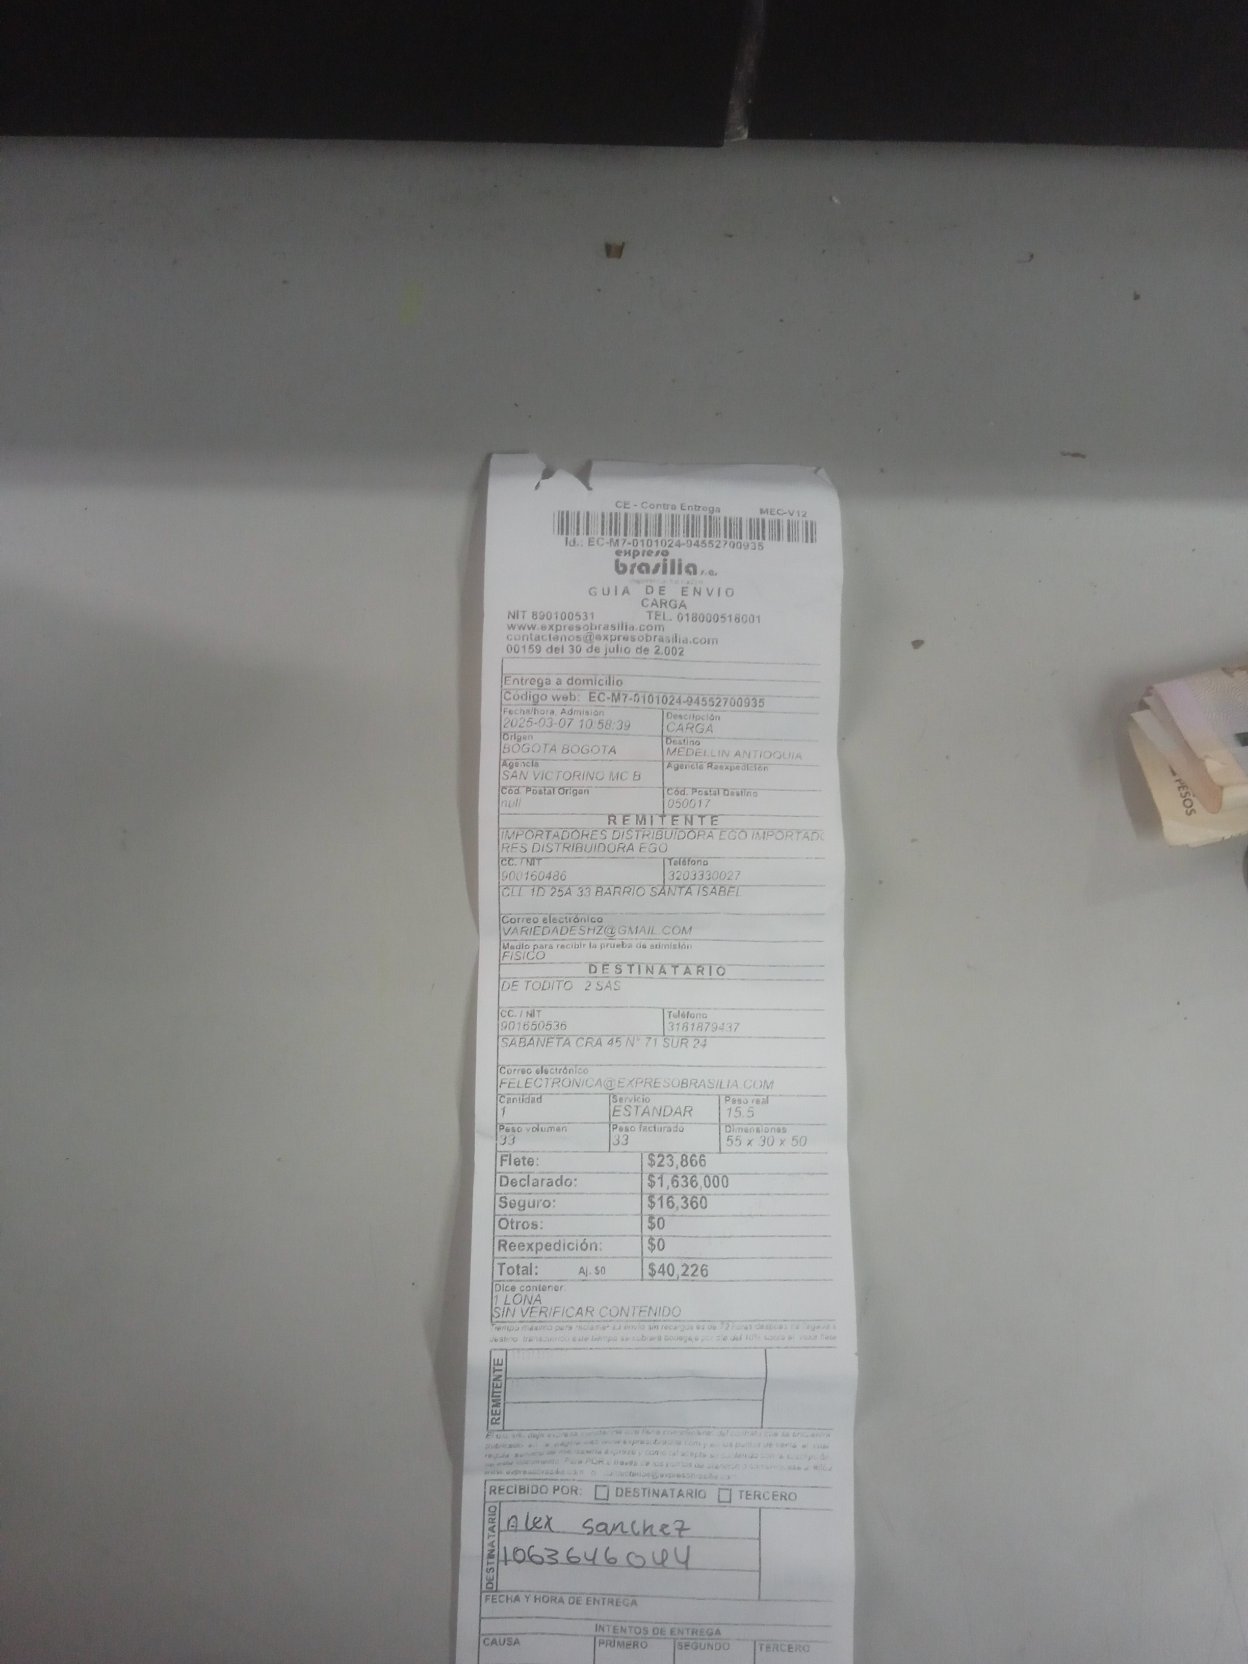 CE - Contra Entrega MEC-V12
Id.: EC-M7-0101024-94552700935
expreso
brasilia s.a.
GUIA DE ENVIO
CARGA
NIT 890100531 TEL. 018000518001
www.expresobrasilia.com
contactenos@expresobrasilia.com
00159 del 30 de julio de 2.002
Entrega a domicilio
Código web: EC-M7-0101024-94552700935
Fecha/hora, Admisión Descripción
2025-03-07 10:58:39 CARGA
Origen Destino
BOGOTA BOGOTA MEDELLIN ANTIOQUIA
Agencia Agencia Reexpedición
SAN VICTORINO MC B
Cód. Postal Origen Cód. Postal Destino
null 050017
REMITENTE
IMPORTADORES DISTRIBUIDORA EGO IMPORTADO
RES DISTRIBUIDORA EGO
CC. / NIT Teléfono
900160486 3203330027
CLL 1D 25A 33 BARRIO SANTA ISABEL
Correo electrónico
VARIEDADESHZ@GMAIL.COM
Medio para recibir la prueba de admisión
FISICO
DESTINATARIO
DE TODITO 2 SAS
CC. / NIT Teléfono
901650536 3161879437
SABANETA CRA 45 N° 71 SUR 24
Correo electrónico
FELECTRONICA@EXPRESOBRASILIA.COM
Cantidad Servicio Peso real
1 ESTANDAR 15.5
Peso volumen Peso facturado Dimensiones
33 33 55 x 30 x 50
Flete: $23,866
Declarado: $1,636,000
Seguro: $16,360
Otros: $0
Reexpedición: $0
Total: Aj. $0 $40,226
Dice contener:
1 LONA
SIN VERIFICAR CONTENIDO
REMITENTE
RECIBIDO POR: DESTINATARIO TERCERO
DESTINATARIO
Alex Sanchez
1063646044
FECHA Y HORA DE ENTREGA
INTENTOS DE ENTREGA
CAUSA PRIMERO SEGUNDO TERCERO
PESOS